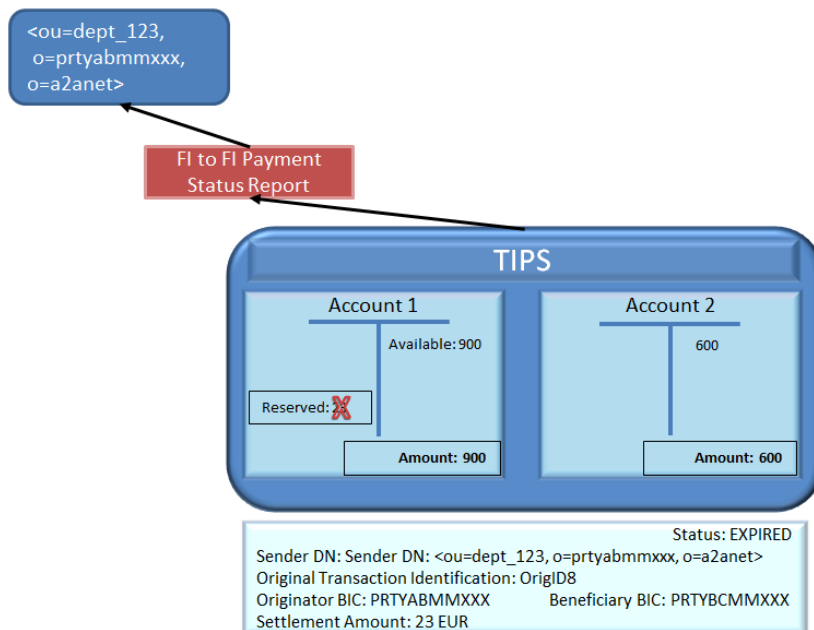 <ou=dept_123,
o=prtyabmmxxx,
o=a2anet>
FI to FI Payment
Status Report
TIPS
Account 1
Available: 900
Reserved: 23
Amount: 900
Account 2
600
Amount: 600
Status: EXPIRED
Sender DN: Sender DN: <ou=dept_123, o=prtyabmmxxx, o=a2anet>
Original Transaction Identification: OrigID8
Originator BIC: PRTYABMMXXX Beneficiary BIC: PRTYBCMMXXX
Settlement Amount: 23 EUR